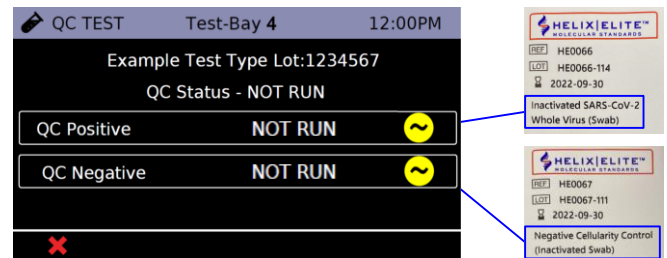 QC TEST Test-Bay 4 12:00PM
Example Test Type Lot:1234567
QC Status - NOT RUN
QC Positive NOT RUN ~
QC Negative NOT RUN ~
HELIX|ELITE™
MOLECULAR STANDARDS
REF HE0066
LOT HE0066-114
2022-09-30
Inactivated SARS-CoV-2
Whole Virus (Swab)
HELIX|ELITE™
MOLECULAR STANDARDS
REF HE0067
LOT HE0067-111
2022-09-30
Negative Cellularity Control
(Inactivated Swab)